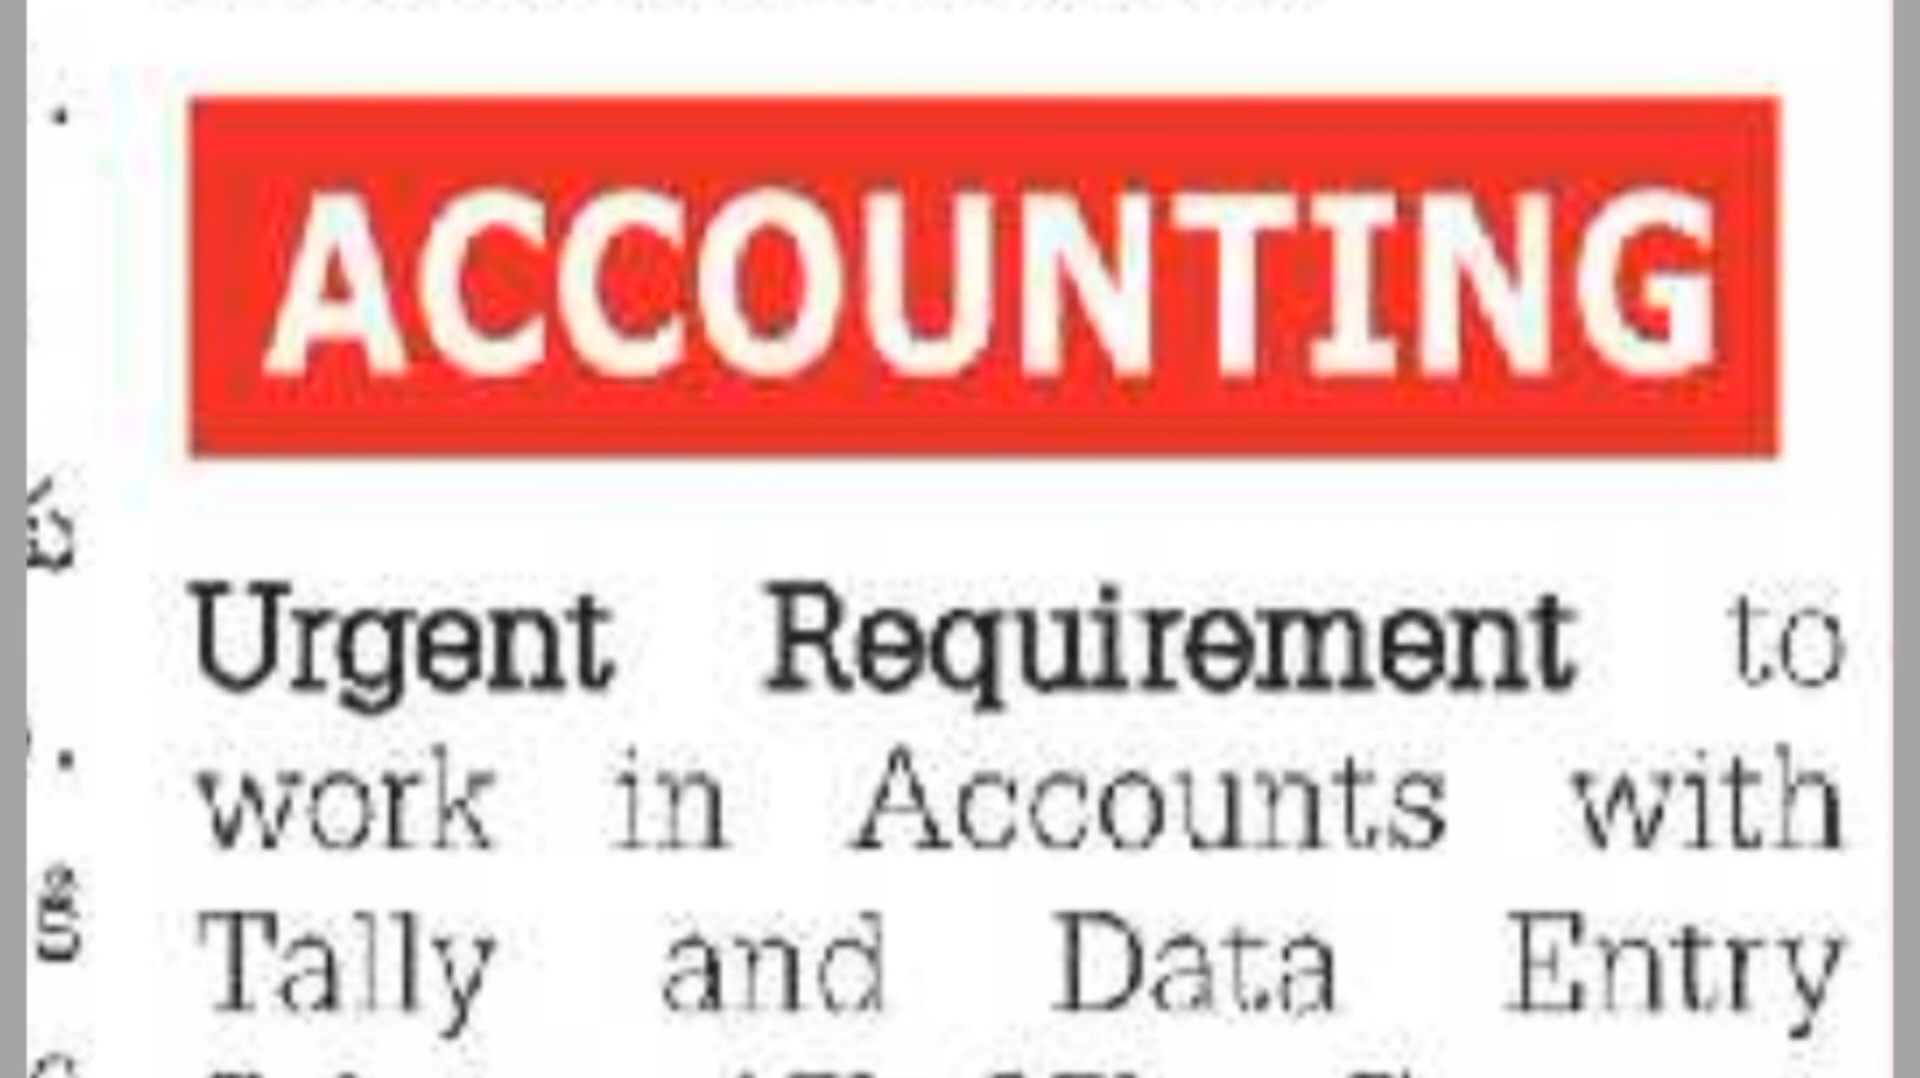 ACCOUNTING
Urgent Requirement to
work in Accounts with
Tally and Data Entry